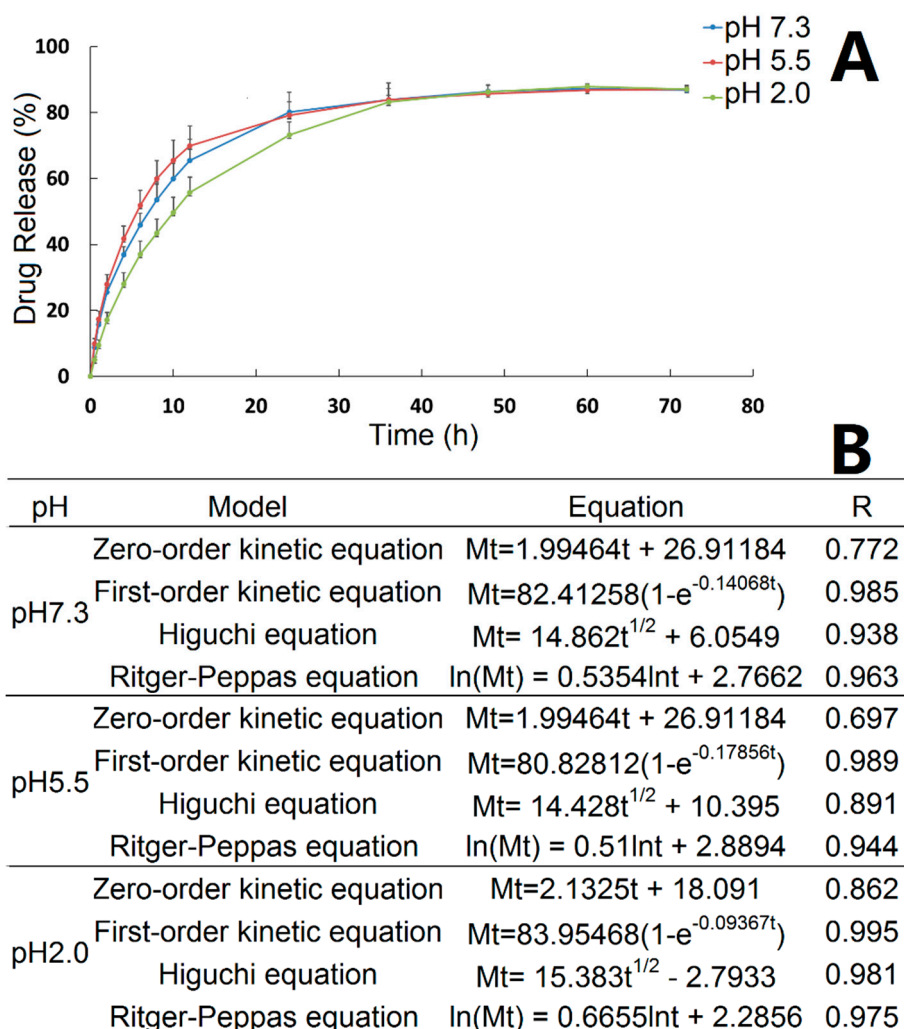 A
pH 7.3
pH 5.5
pH 2.0
Drug Release (%)
100
80
60
40
20
0
0 10 20 30 40 50 60 70 80
Time (h)
B
pH Model Equation R
pH7.3
Zero-order kinetic equation Mt=1.99464t + 26.91184 0.772
First-order kinetic equation Mt=82.41258(1-e^-0.14068t) 0.985
Higuchi equation Mt= 14.862t^1/2 + 6.0549 0.938
Ritger-Peppas equation ln(Mt) = 0.5354lnt + 2.7662 0.963
pH5.5
Zero-order kinetic equation Mt=1.99464t + 26.91184 0.697
First-order kinetic equation Mt=80.82812(1-e^-0.17856t) 0.989
Higuchi equation Mt= 14.428t^1/2 + 10.395 0.891
Ritger-Peppas equation ln(Mt) = 0.51lnt + 2.8894 0.944
pH2.0
Zero-order kinetic equation Mt=2.1325t + 18.091 0.862
First-order kinetic equation Mt=83.95468(1-e^-0.09367t) 0.995
Higuchi equation Mt= 15.383t^1/2 - 2.7933 0.981
Ritger-Peppas equation ln(Mt) = 0.6655lnt + 2.2856 0.975